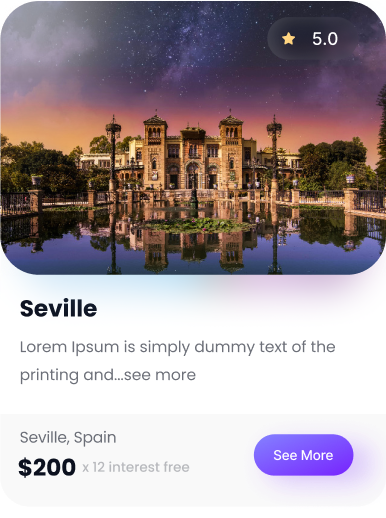 5.0
Seville
Lorem Ipsum is simply dummy text of the
printing and...see more
Seville, Spain
$200 x 12 interest free
See More